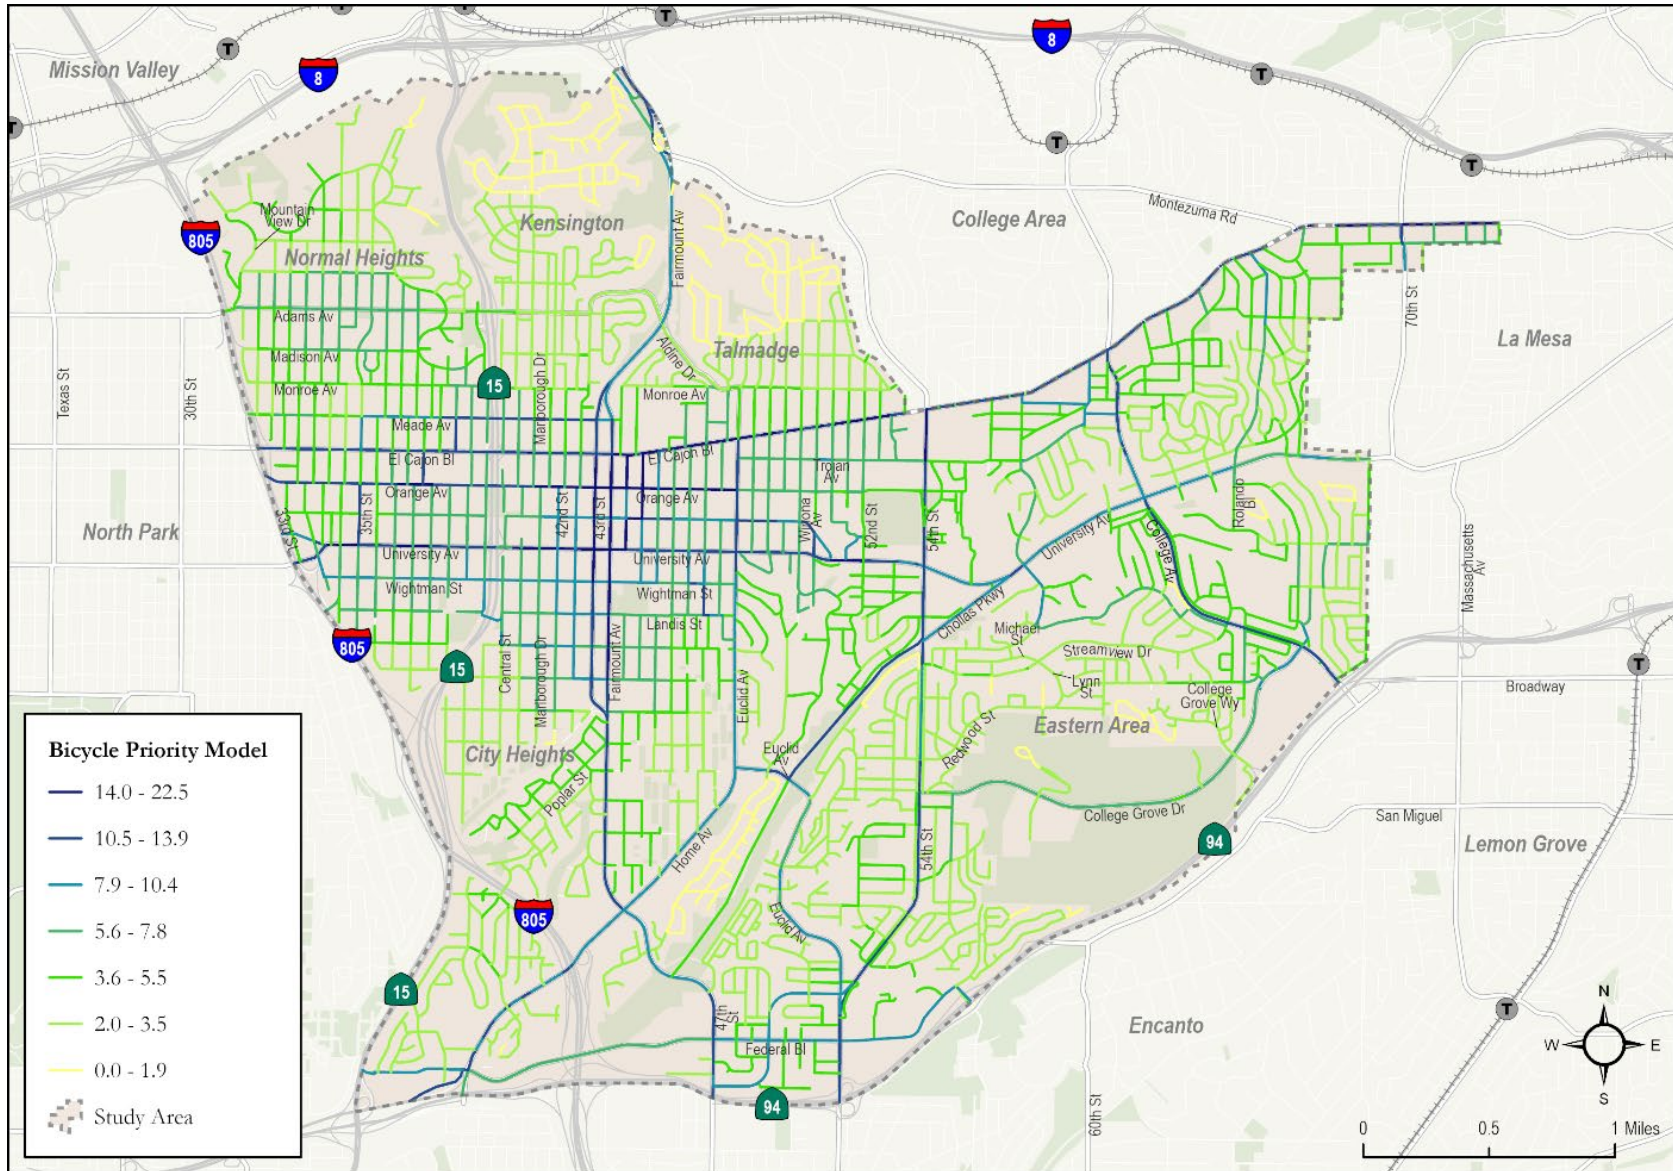 8
8
T
T
T
T
T
T
T
T
Mission Valley
Mountain
View Dr
805
Normal Heights
Kensington
Fairmount Av
College Area
Montezuma Rd
70th St
La Mesa
Adams Av
Madison Av
Monroe Av
15
Marlborough Dr
Aldine Dr
Talmadge
Monroe Av
Texas St
30th St
Meade Av
El Cajon Bl
El Cajon Bl
Trojan
Av
Orange Av
Orange Av
North Park
33rd St
35th St
42nd St
43rd St
Winona
Av
52nd St
54th St
University Av
University Av
University Av
College Av
Rolando
Bl
Massachusetts
Av
Wightman St
Wightman St
Landis St
Chollas Pkwy
Michael
St
Streamview Dr
Lynn
St
College
Grove Wy
805
15
Central St
Marlborough Dr
Fairmount Av
Euclid Av
Redwood St
Eastern Area
Broadway
T
City Heights
Euclid
Av
Poplar St
Home Av
54th St
College Grove Dr
San Miguel
94
Lemon Grove
805
Euclid Av
15
47th
St
Federal Bl
Encanto
T
94
60th St
Bicycle Priority Model
14.0 - 22.5
10.5 - 13.9
7.9 - 10.4
5.6 - 7.8
3.6 - 5.5
2.0 - 3.5
0.0 - 1.9
Study Area
N
W
E
S
0 0.5 1 Miles